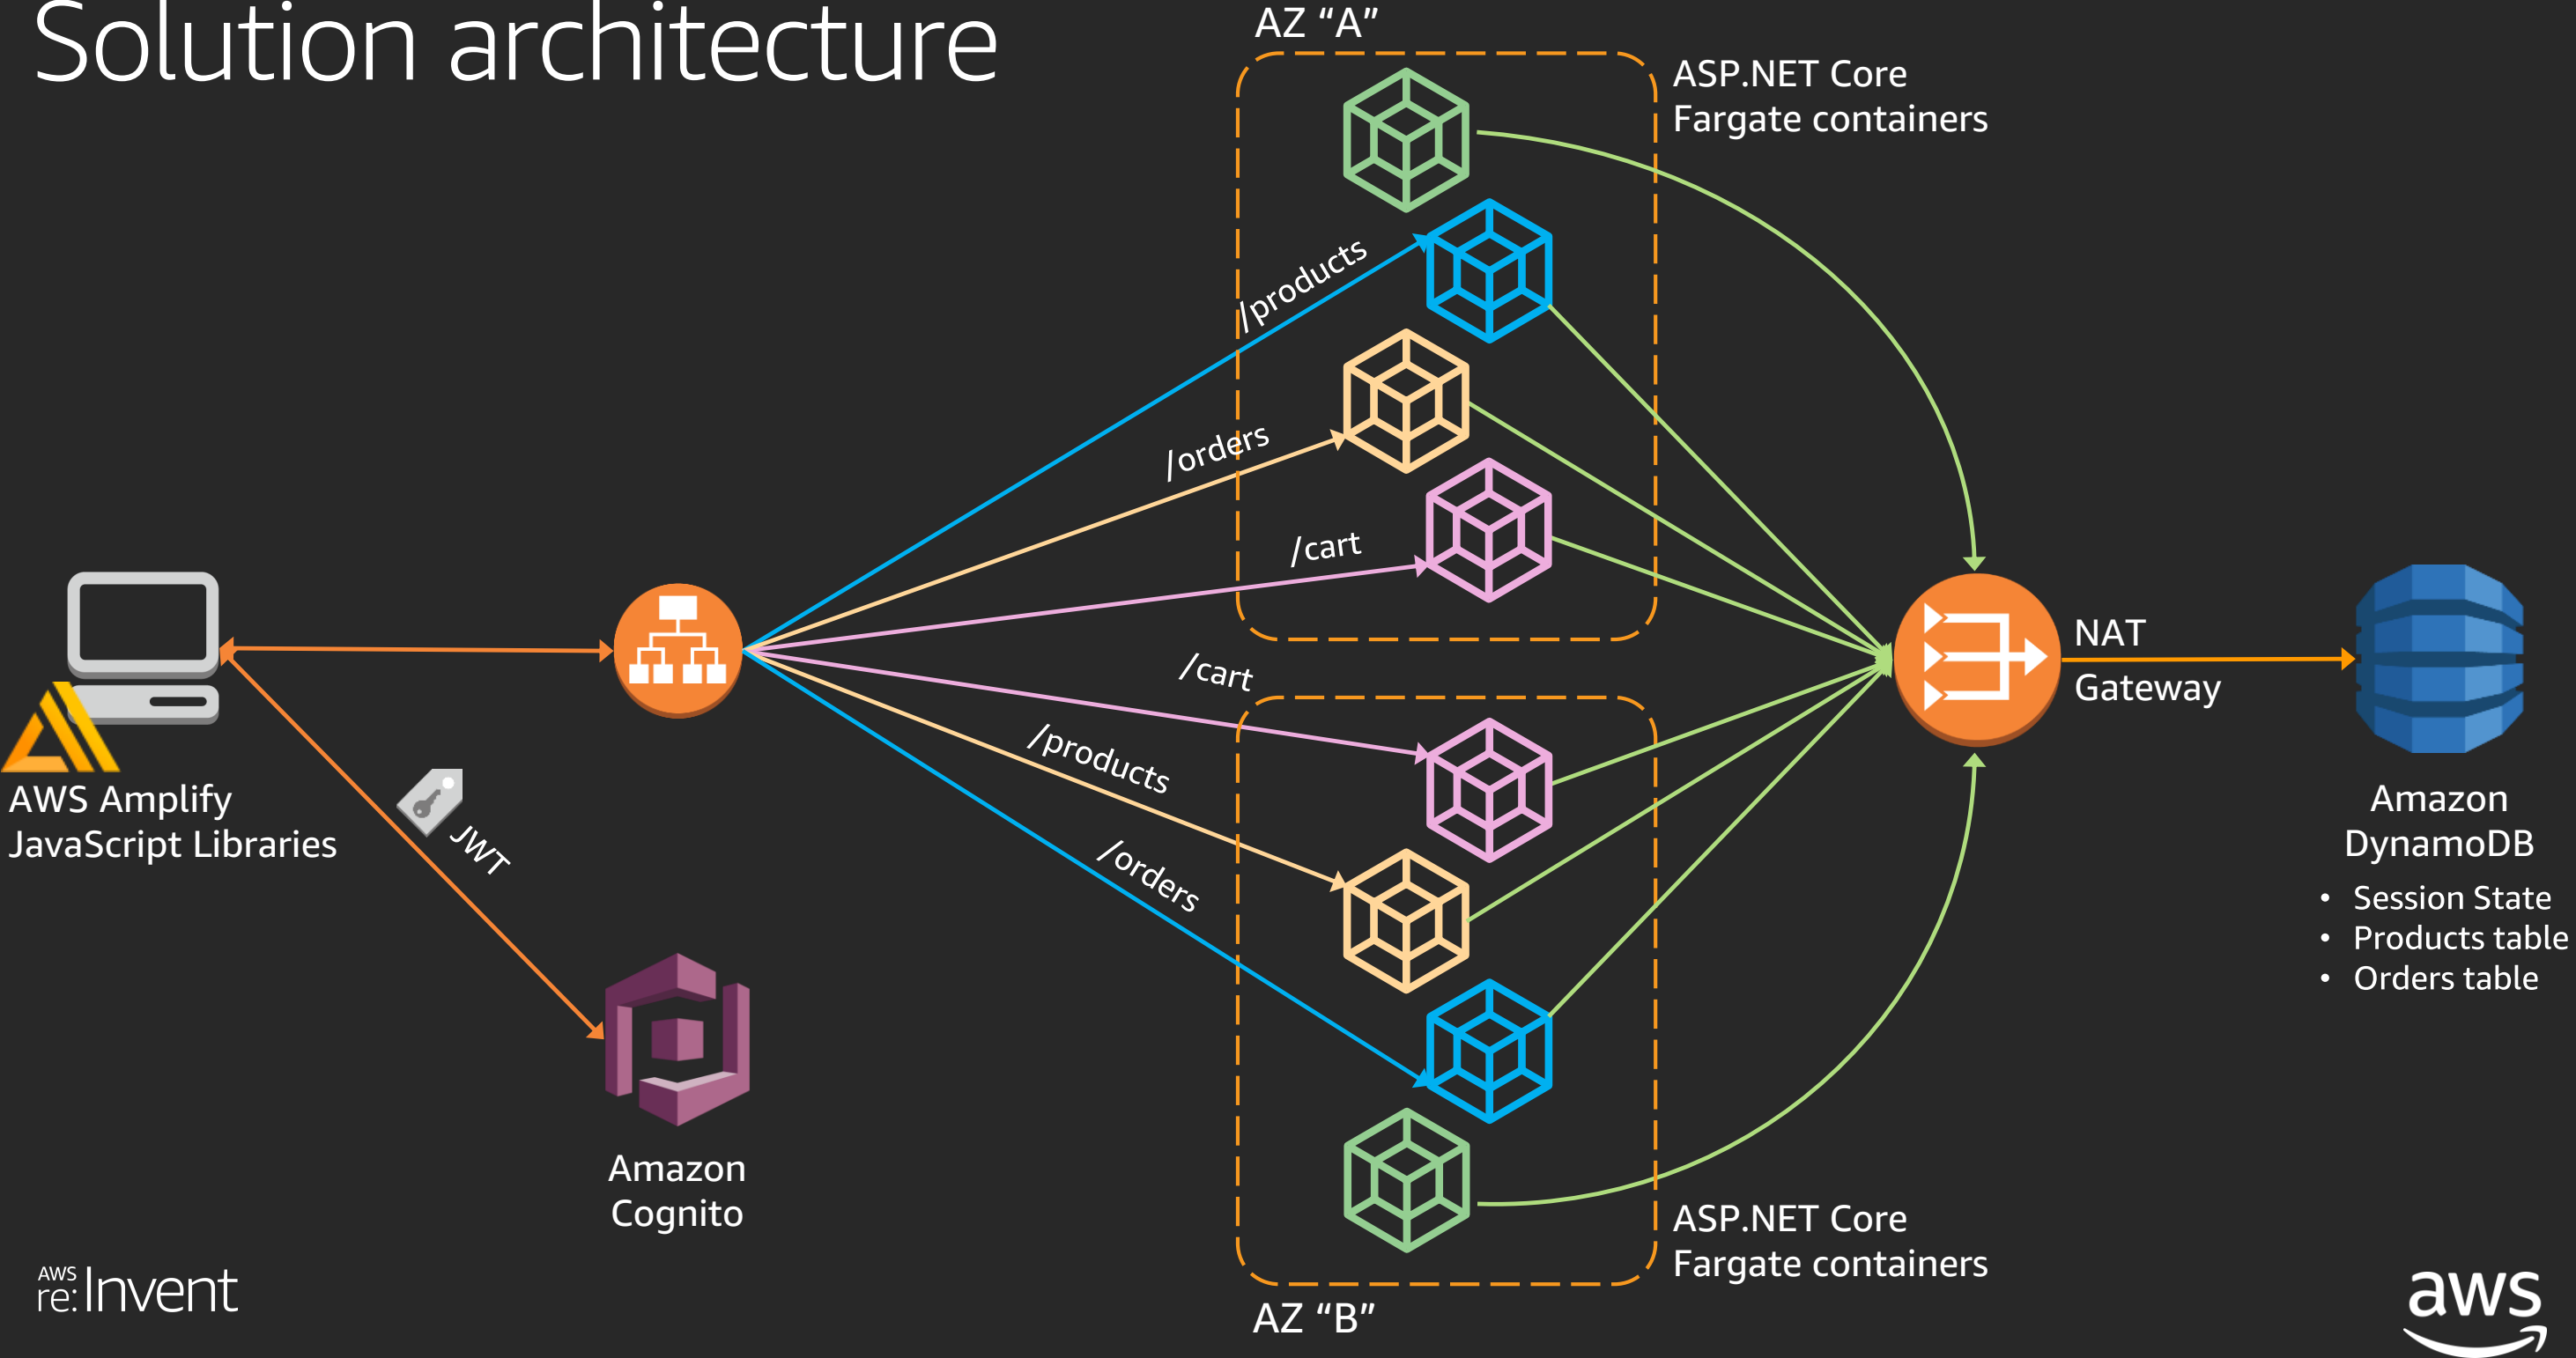 Solution architecture
AZ “A”
ASP.NET Core
Fargate containers
/products
/orders
/cart
/cart
/products
/orders
AWS Amplify
JavaScript Libraries
JWT
Amazon
Cognito
NAT
Gateway
Amazon
DynamoDB
• Session State
• Products table
• Orders table
ASP.NET Core
Fargate containers
AZ “B”
AWS
re:Invent
aws